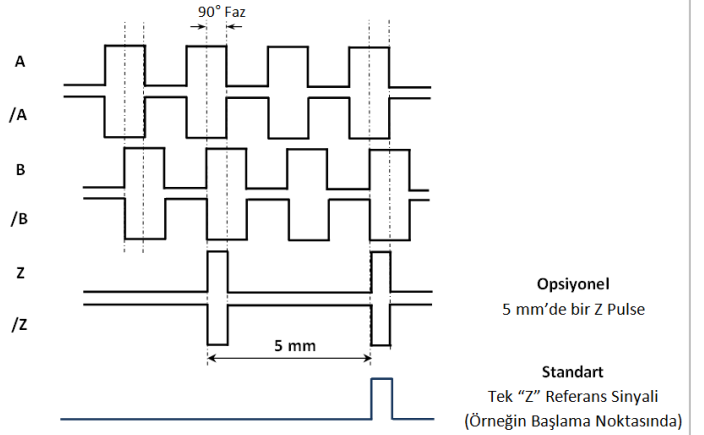 90° Faz
A
/A
B
/B
Z
/Z
5 mm
Opsiyonel
5 mm’de bir Z Pulse
Standart
Tek “Z” Referans Sinyali
(Örneğin Başlama Noktasında)